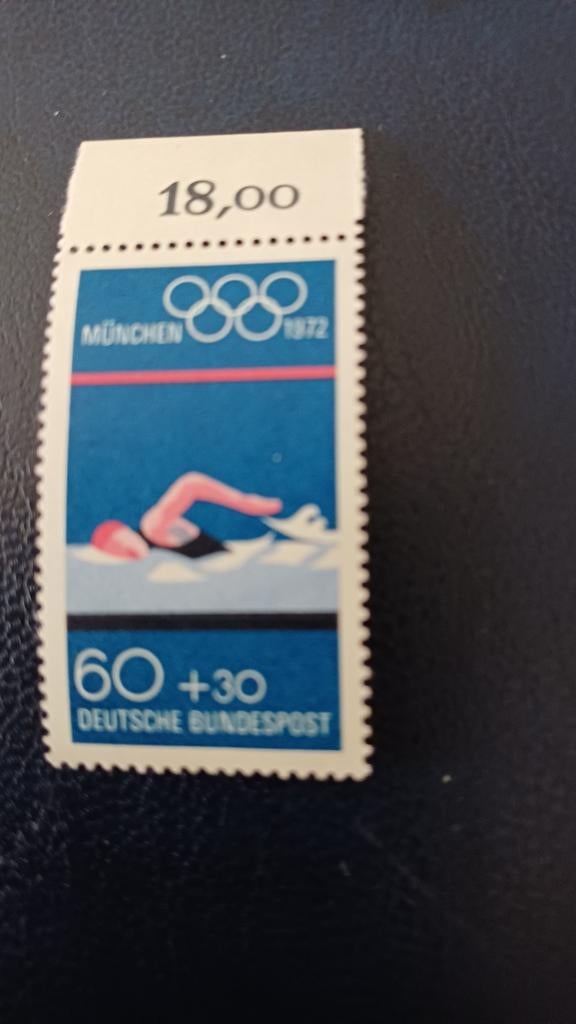 18,00
MÜNCHEN 1972
60 +30
DEUTSCHE BUNDESPOST